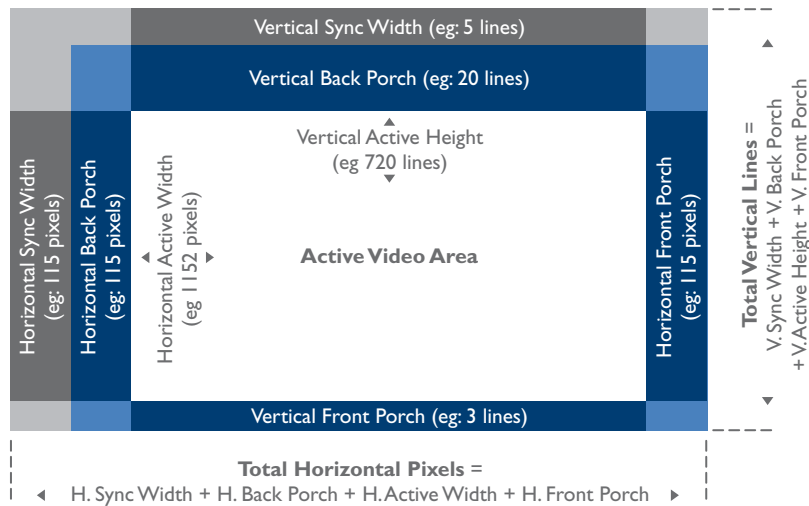 Vertical Sync Width (eg: 5 lines)
Vertical Back Porch (eg: 20 lines)
Vertical Active Height
(eg 720 lines)
Horizontal Sync Width
(eg: 115 pixels)
Horizontal Back Porch
(eg: 115 pixels)
Horizontal Active Width
(eg 1152 pixels)
Active Video Area
Horizontal Front Porch
(eg: 115 pixels)
Total Vertical Lines =
V. Sync Width + V. Back Porch
+ V. Active Height + V. Front Porch
Vertical Front Porch (eg: 3 lines)
Total Horizontal Pixels =
H. Sync Width + H. Back Porch + H. Active Width + H. Front Porch